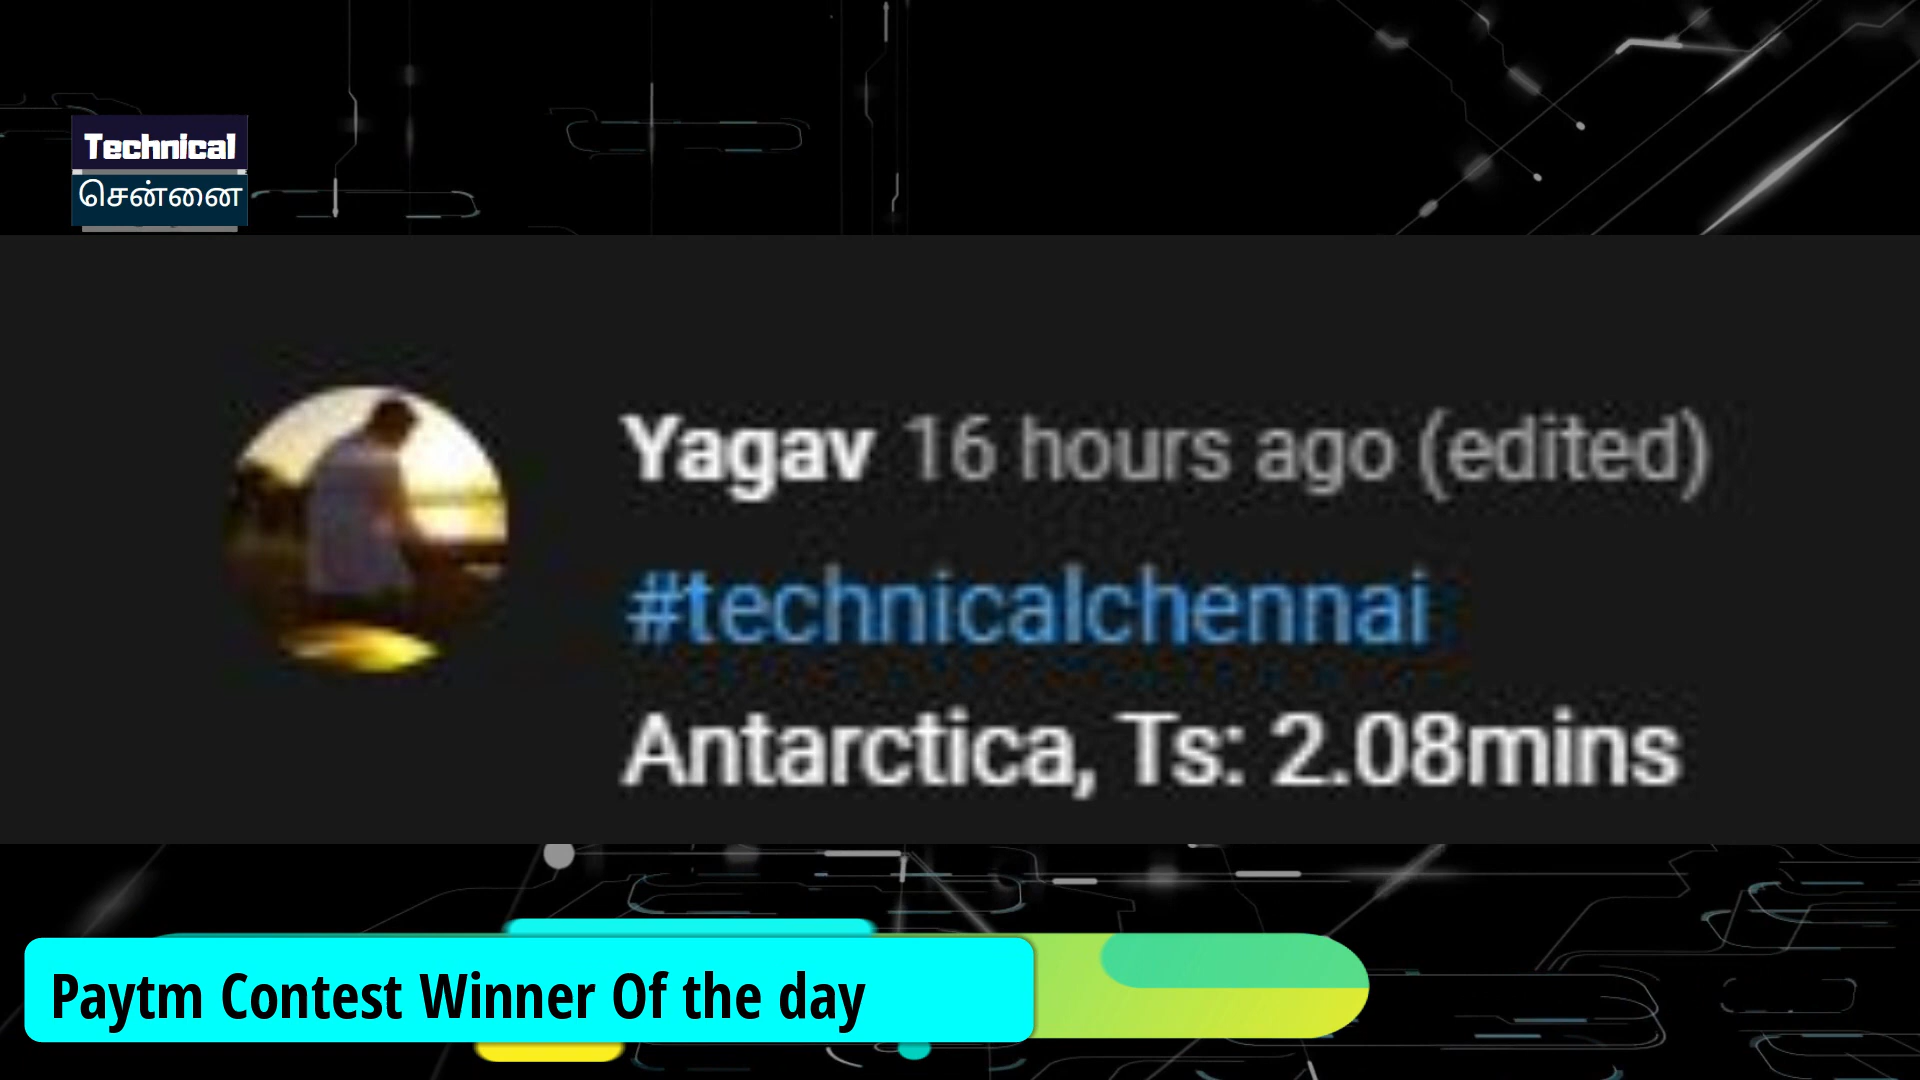 Technical
சென்னை
Yagav 16 hours ago (edited)
#technicalchennai
Antarctica, Ts: 2.08mins
Paytm Contest Winner Of the day